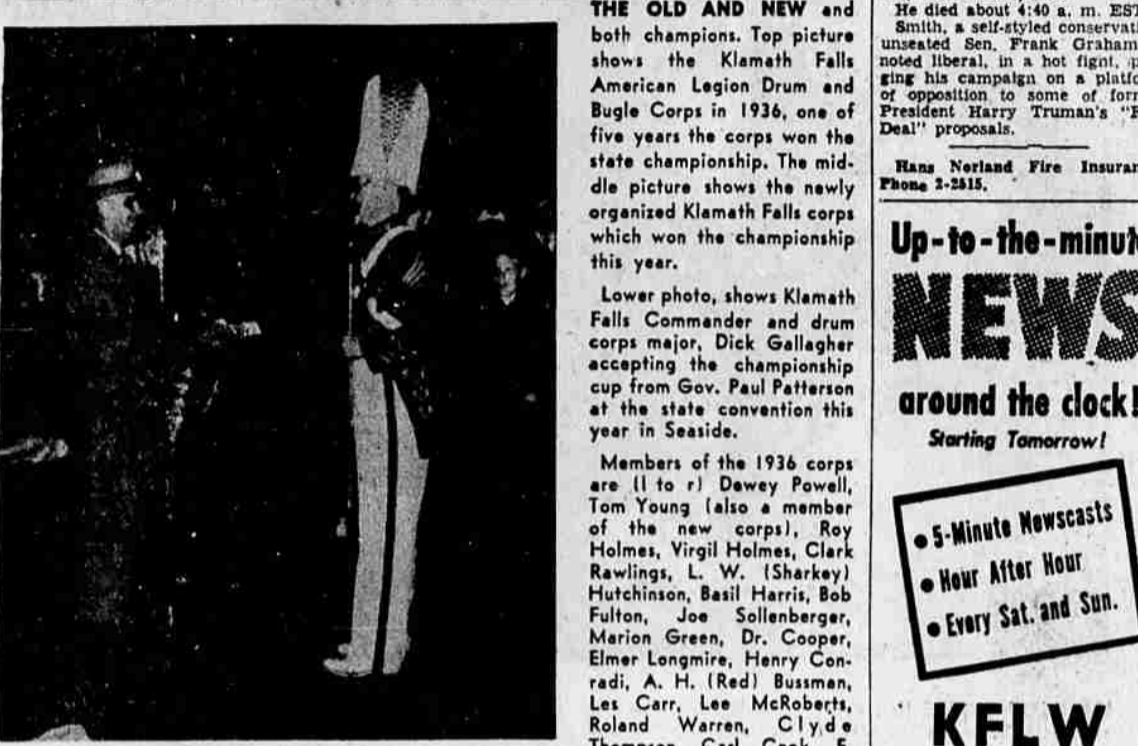 THE OLD AND NEW and
both champions. Top picture
shows the Klamath Falls
American Legion Drum and
Bugle Corps in 1936, one of
five years the corps won the
state championship. The mid-
dle picture shows the newly
organized Klamath Falls corps
which won the championship
this year.
Lower photo, shows Klamath
Falls Commander and drum
corps major, Dick Gallagher
accepting the championship
cup from Gov. Paul Patterson
at the state convention this
year in Seaside.
Members of the 1936 corps
are (l to r) Dewey Powell,
Tom Young (also a member
of the new corps), Roy
Holmes, Virgil Holmes, Clark
Rawlings, L. W. (Sharkey)
Hutchinson, Basil Harris, Bob
Fulton, Joe Sollenberger,
Marion Green, Dr. Cooper,
Elmer Longmire, Henry Con-
radi, A. H. (Red) Bussman,
Les Carr, Lee McRoberts,
Roland Warren, Clyde
Thompson, Carl Cook, E.
He died about 4:40 a. m. EST
Smith, a self-styled
unseated Sen. Frank Graham
noted liberal, in a hot fight,
ging his campaign on a
of opposition to some of
President Harry Truman's
Deal" proposals.
Hans Norland Fire
Phone 2-2515.
Up-to-the-minut
NEWS
around the clock!
Starting Tomorrow!
• 5-Minute Newscasts
• Hour After Hour
• Every Sat. and Sun.
KFLW